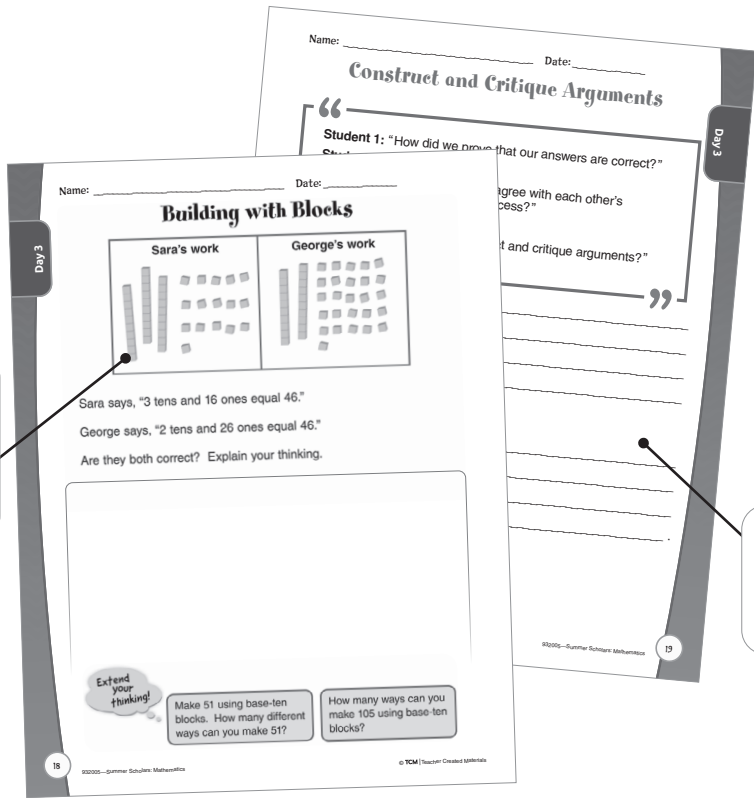 Name: Date:
Construct and Critique Arguments
Day 3
“
Student 1: “How did we prove that our answers are correct?”
agree with each other’s
cess?”
t and critique arguments?”
”
932005—Summer Scholars: Mathematics
19
Name: Date:
Building with Blocks
Day 3
Sara’s work
George’s work
Sara says, “3 tens and 16 ones equal 46.”
George says, “2 tens and 26 ones equal 46.”
Are they both correct? Explain your thinking.
Extend
your
thinking!
Make 51 using base-ten
blocks. How many different
ways can you make 51?
How many ways can you
make 105 using base-ten
blocks?
18
932005—Summer Scholars: Mathematics
© TCM | Teacher Created Materials